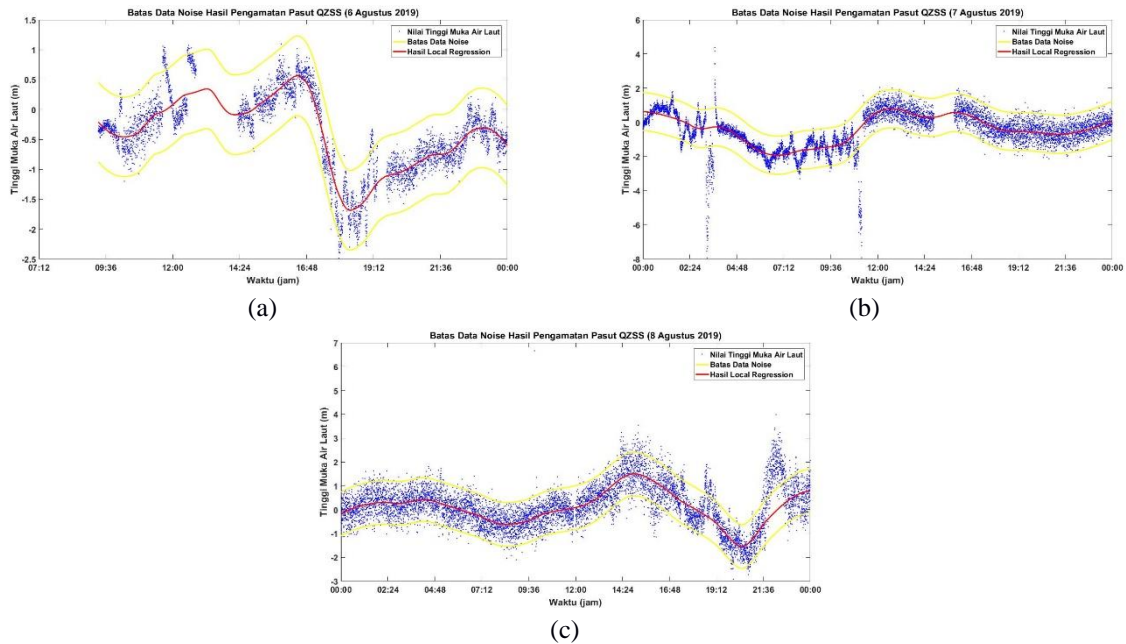 Batas Data Noise Hasil Pengamatan Pasut QZSS (6 Agustus 2019)
Nilai Tinggi Muka Air Laut
Batas Data Noise
Hasil Local Regression
Tinggi Muka Air Laut (m)
1.5
1
0.5
0
-0.5
-1
-1.5
-2
-2.5
07:12 09:36 12:00 14:24 16:48 19:12 21:36 00:00
Waktu (jam)
(a)
Batas Data Noise Hasil Pengamatan Pasut QZSS (7 Agustus 2019)
Nilai Tinggi Muka Air Laut
Batas Data Noise
Hasil Local Regression
Tinggi Muka Air Laut (m)
8
6
4
2
0
-2
-4
-6
-8
00:00 02:24 04:48 07:12 09:36 12:00 14:24 16:48 19:12 21:36 00:00
Waktu (jam)
(b)
Batas Data Noise Hasil Pengamatan Pasut QZSS (8 Agustus 2019)
Nilai Tinggi Muka Air Laut
Batas Data Noise
Hasil Local Regression
Tinggi Muka Air Laut (m)
7
6
5
4
3
2
1
0
-1
-2
-3
00:00 02:24 04:48 07:12 09:36 12:00 14:24 16:48 19:12 21:36 00:00
Waktu (jam)
(c)